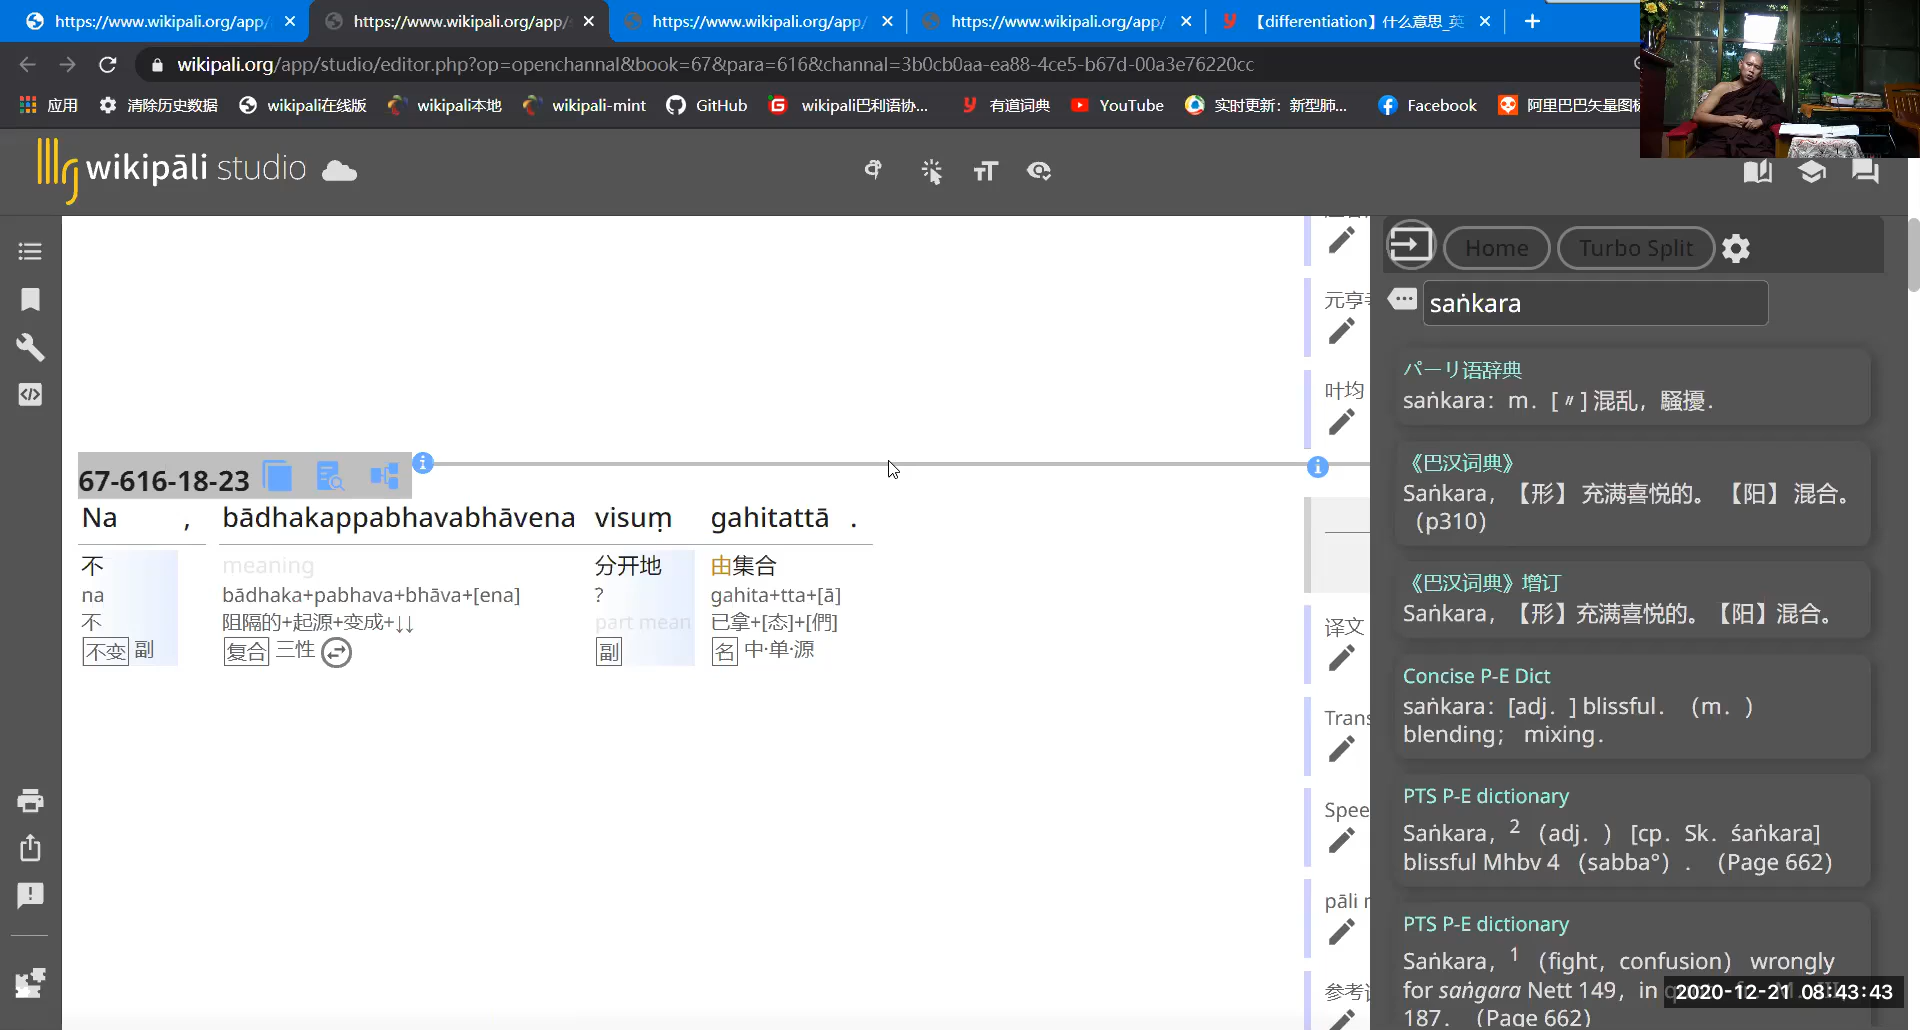 https://www.wikipali.org/app/
https://www.wikipali.org/app/
https://www.wikipali.org/app/
https://www.wikipali.org/app/
【differentiation】什么意思_英
wikipali.org/app/studio/editor.php?op=openchannal&book=67&para=616&channal=3b0cb0aa-ea88-4ce5-b67d-00a3e76220cc
应用
清除历史数据
wikipali在线版
wikipali本地
wikipali-mint
GitHub
wikipali巴利语协...
有道词典
YouTube
实时更新：新型肺...
Facebook
阿里巴巴矢量图标
wikipāli studio
Home
Turbo Split
saṅkara
パーリ语辞典
saṅkara: m. [〃] 混乱, 騒擾.
《巴汉词典》
Saṅkara, 【形】 充满喜悦的。 【阳】 混合。
(p310)
《巴汉词典》增订
Saṅkara, 【形】充满喜悦的。【阳】混合。
Concise P-E Dict
saṅkara: [adj. ] blissful. (m. )
blending; mixing.
PTS P-E dictionary
Saṅkara, 2 (adj. ) [cp. Sk. śaṅkara]
blissful Mhbv 4 (sabba°) . (Page 662)
PTS P-E dictionary
Saṅkara, 1 (fight, confusion) wrongly
for saṅgara Nett 149, in
187. (Page 662)
2020-12-21 08:43:43
元亨
叶均
67-616-18-23
Na , bādhakappabhavabhāvena visuṃ gahitattā .
不 meaning 分开地 由集合
na bādhaka+pabhava+bhāva+[ena] ? gahita+tta+[ā]
不 阻隔的+起源+变成+↓↓ part mean 已拿+[态]+[們]
不变 副 复合 三性 副 名 中·单·源
译文
Trans
Spee
pāli
参考